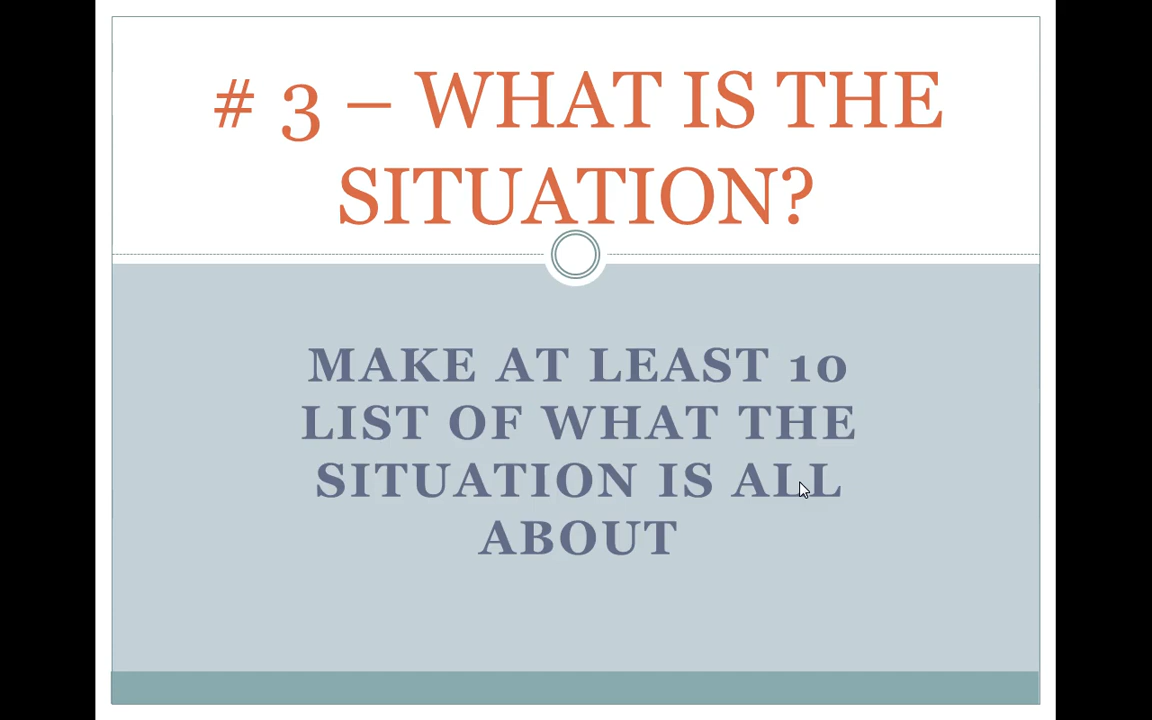 # 3 – WHAT IS THE
SITUATION?
MAKE AT LEAST 10
LIST OF WHAT THE
SITUATION IS ALL
ABOUT